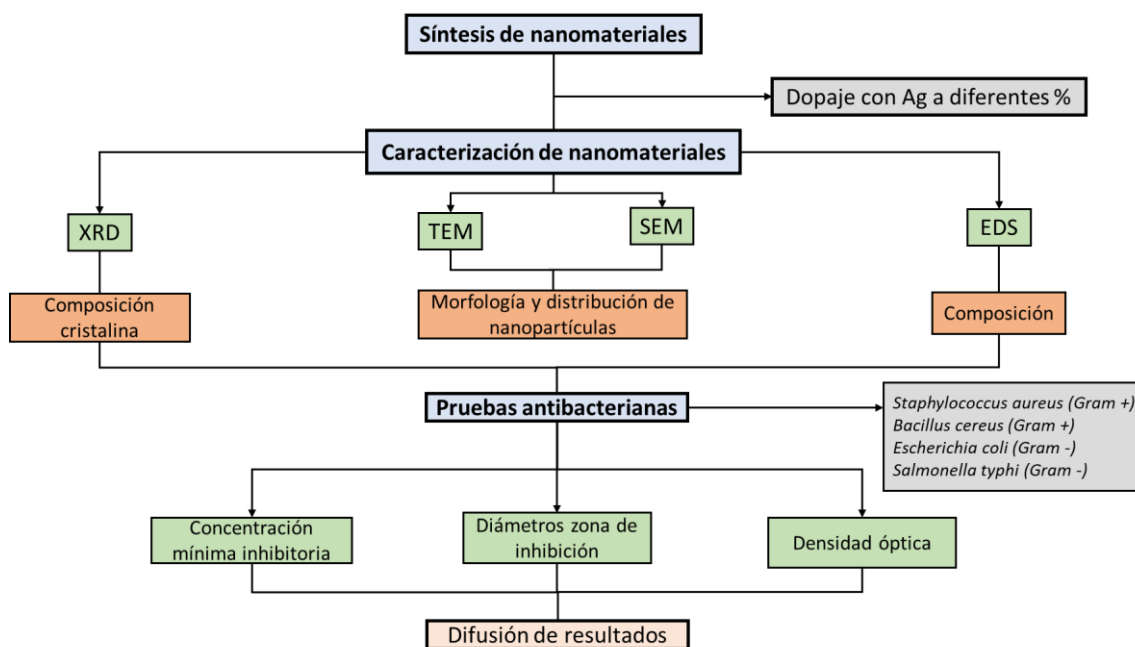 Síntesis de nanomateriales
Dopaje con Ag a diferentes %
Caracterización de nanomateriales
XRD
TEM
SEM
EDS
Composición
cristalina
Morfología y distribución de
nanopartículas
Composición
Pruebas antibacterianas
Staphylococcus aureus (Gram +)
Bacillus cereus (Gram +)
Escherichia coli (Gram -)
Salmonella typhi (Gram -)
Concentración
mínima inhibitoria
Diámetros zona de
inhibición
Densidad óptica
Difusión de resultados